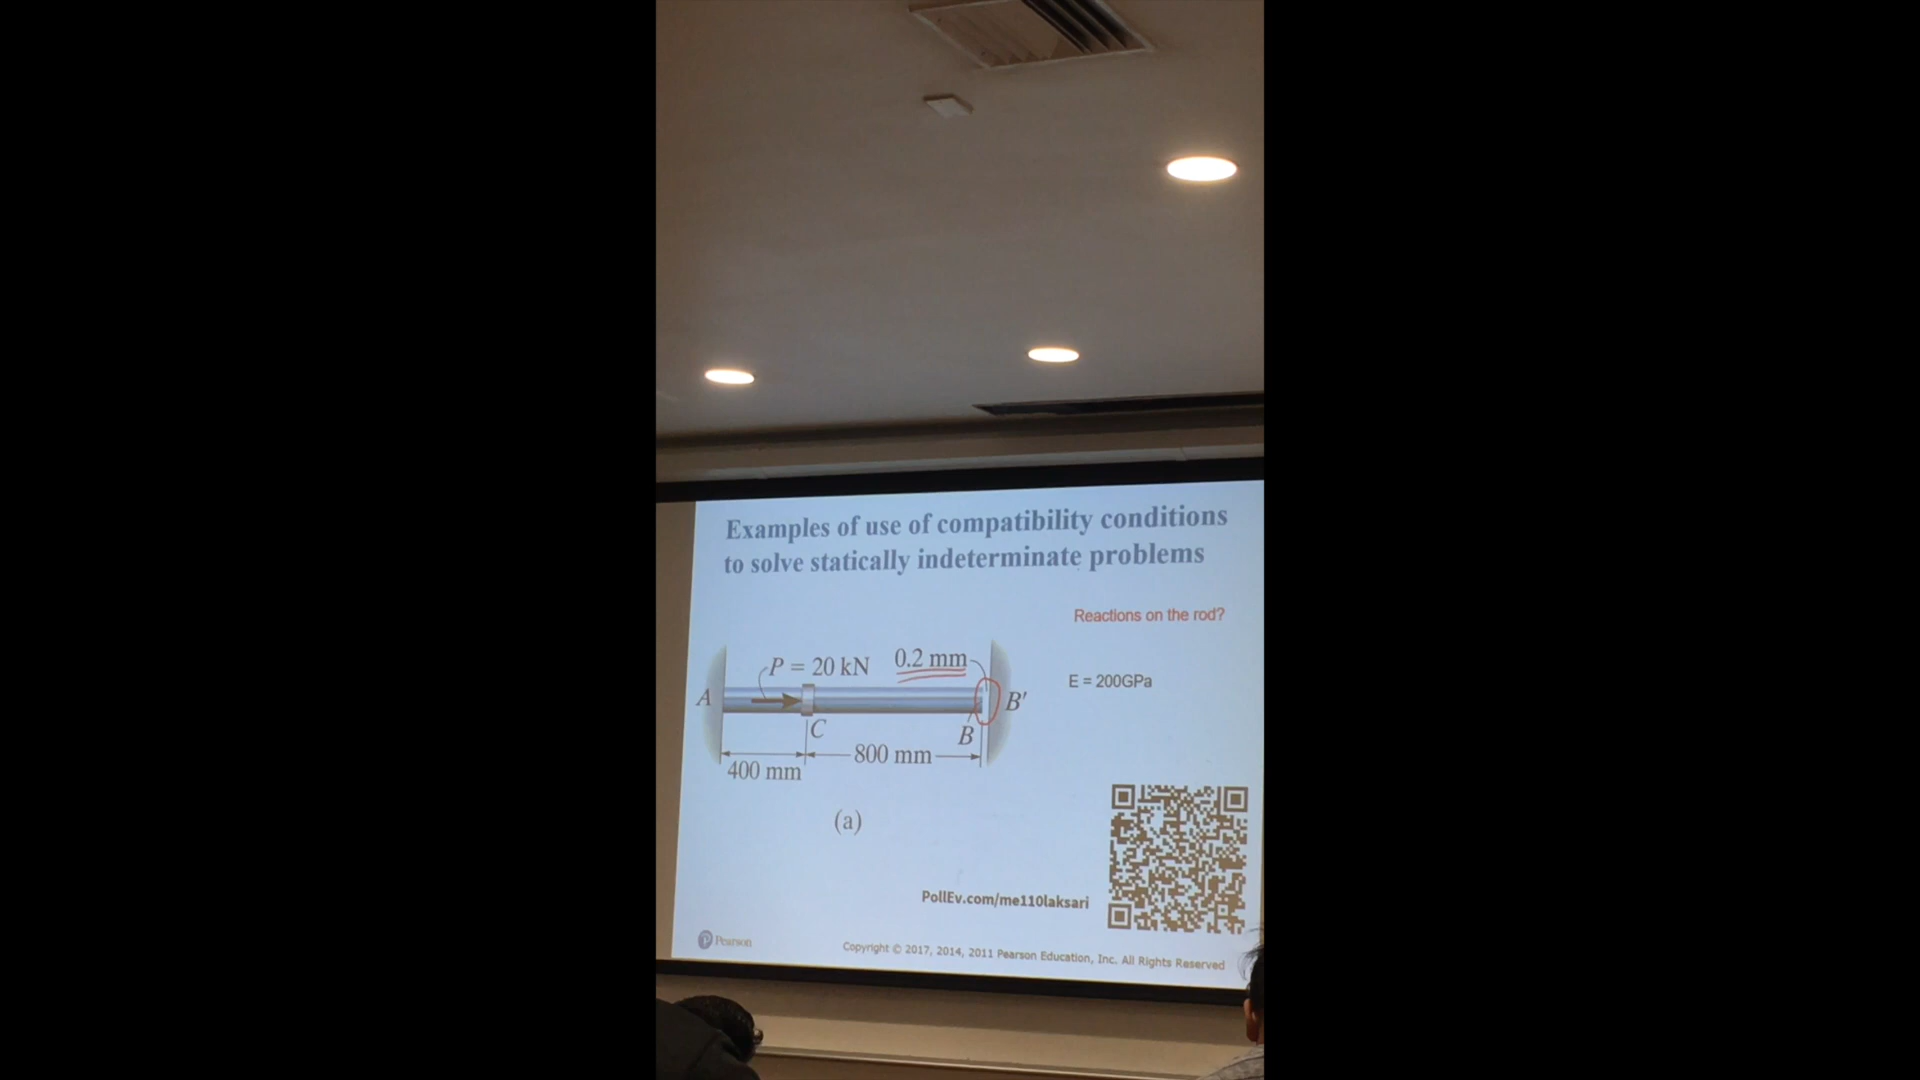 Examples of use of compatibility conditions
to solve statically indeterminate problems
Reactions on the rod?
P = 20 kN
0.2 mm
E = 200GPa
A
B'
C
B
800 mm
400 mm
(a)
PollEv.com/me110laksari
Pearson
Copyright © 2017, 2014, 2011 Pearson Education, Inc. All Rights Reserved